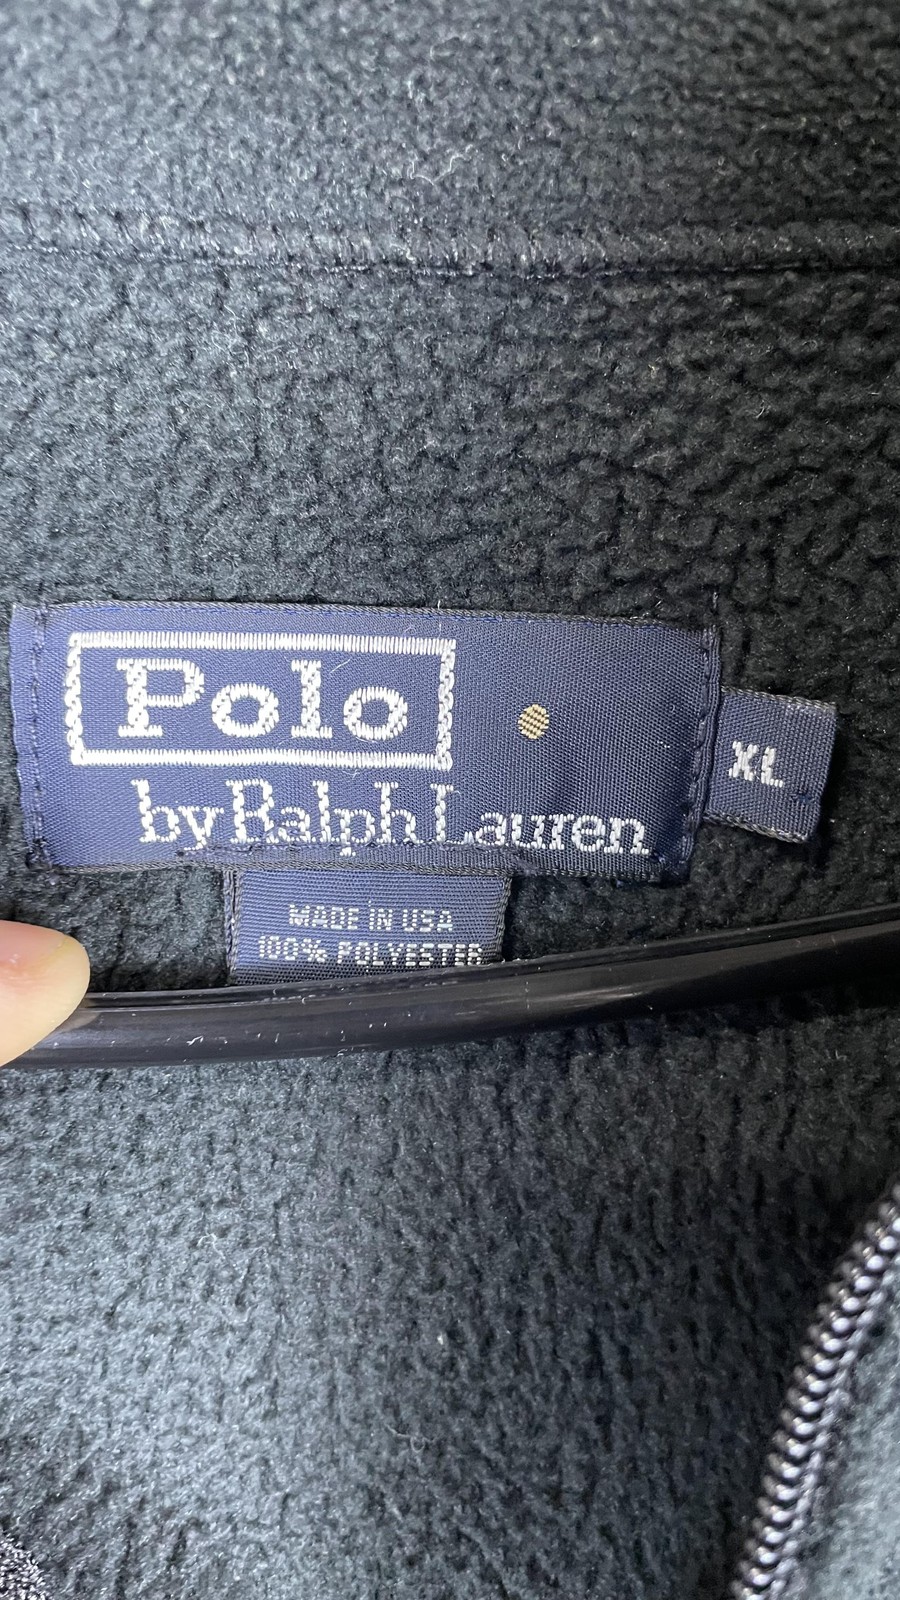 Polo
by Ralph Lauren
XL
MADE IN USA
100% POLYESTER